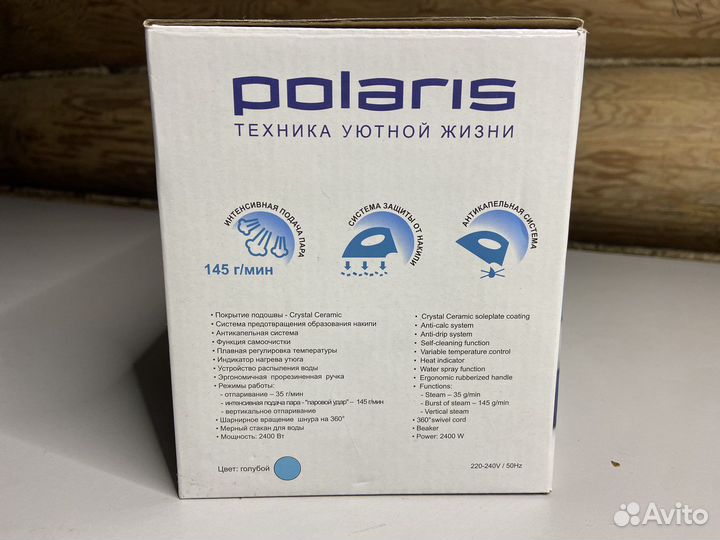 polaris
ТЕХНИКА УЮТНОЙ ЖИЗНИ
ИНТЕНСИВНАЯ ПОДАЧА ПАРА
145 г/мин
СИСТЕМА ЗАЩИТЫ ОТ НАКИПИ
АНТИКАПЕЛЬНАЯ СИСТЕМА
• Покрытие подошвы - Crystal Ceramic
• Система предотвращения образования накипи
• Антикапельная система
• Функция самоочистки
• Плавная регулировка температуры
• Индикатор нагрева утюга
• Устройство распыления воды
• Эргономичная прорезиненная ручка
• Режимы работы:
- отпаривание – 35 г/мин
- интенсивная подача пара - "паровой удар" – 145 г/мин
- вертикальное отпаривание
• Шарнирное вращение шнура на 360°
• Мерный стакан для воды
• Мощность: 2400 Вт
• Crystal Ceramic soleplate coating
• Anti-calc system
• Anti-drip system
• Self-cleaning function
• Variable temperature control
• Heat indicator
• Water spray function
• Ergonomic rubberized handle
• Functions:
- Steam – 35 g/min
- Burst of steam – 145 g/min
- Vertical steam
• 360°swivel cord
• Beaker
• Power: 2400 W
Цвет: голубой
220-240V / 50Hz
Avito